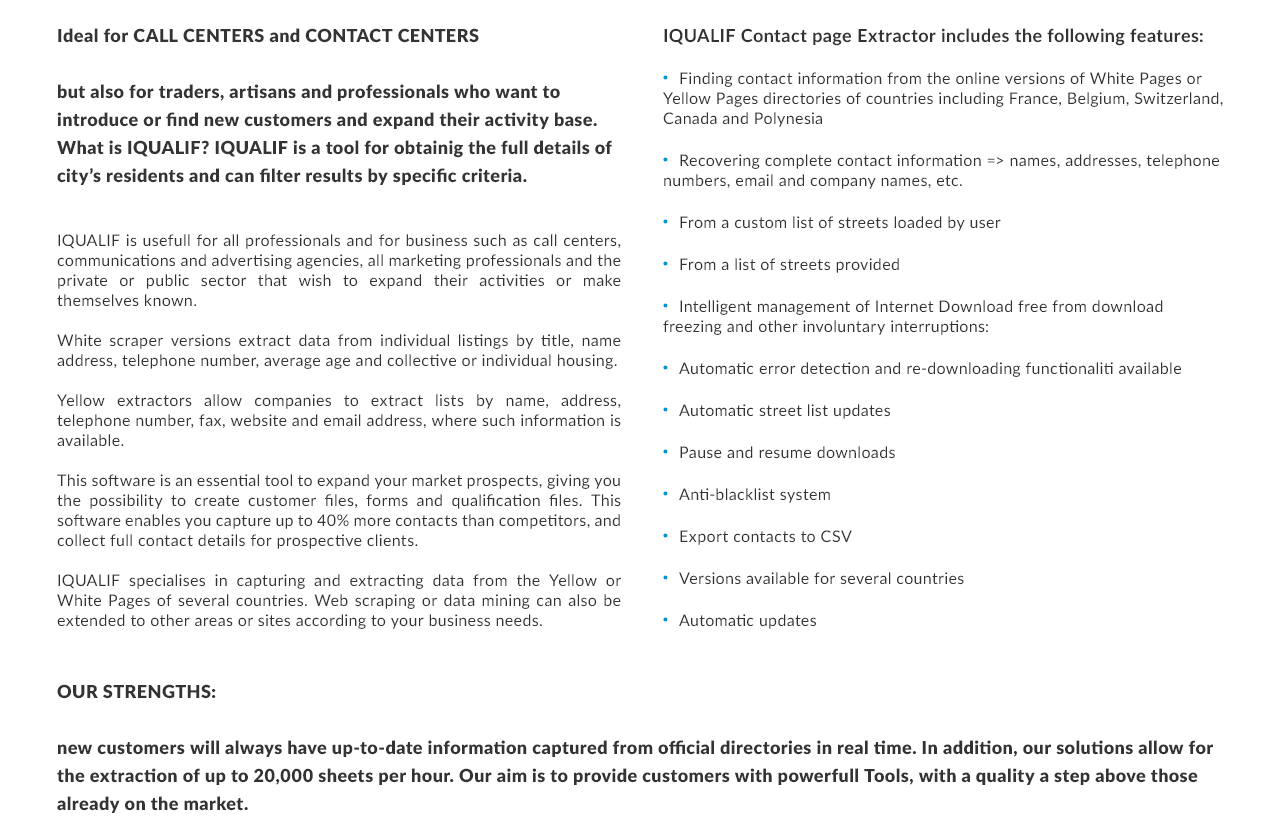 Ideal for CALL CENTERS and CONTACT CENTERS
but also for traders, artisans and professionals who want to
introduce or find new customers and expand their activity base.
What is IQUALIF? IQUALIF is a tool for obtainig the full details of
city's residents and can filter results by specific criteria.
IQUALIF is usefull for all professionals and for business such as call centers,
communications and advertising agencies, all marketing professionals and the
private or public sector that wish to expand their activities or make
themselves known.
White scraper versions extract data from individual listings by title, name
address, telephone number, average age and collective or individual housing.
Yellow extractors allow companies to extract lists by name, address,
telephone number, fax, website and email address, where such information is
available.
This software is an essential tool to expand your market prospects, giving you
the possibility to create customer files, forms and qualification files. This
software enables you capture up to 40% more contacts than competitors, and
collect full contact details for prospective clients.
IQUALIF specialises in capturing and extracting data from the Yellow or
White Pages of several countries. Web scraping or data mining can also be
extended to other areas or sites according to your business needs.
IQUALIF Contact page Extractor includes the following features:
• Finding contact information from the online versions of White Pages or
Yellow Pages directories of countries including France, Belgium, Switzerland,
Canada and Polynesia
• Recovering complete contact information => names, addresses, telephone
numbers, email and company names, etc.
• From a custom list of streets loaded by user
• From a list of streets provided
• Intelligent management of Internet Download free from download
freezing and other involuntary interruptions:
• Automatic error detection and re-downloading functionaliti available
• Automatic street list updates
• Pause and resume downloads
• Anti-blacklist system
• Export contacts to CSV
• Versions available for several countries
• Automatic updates
OUR STRENGTHS:
new customers will always have up-to-date information captured from official directories in real time. In addition, our solutions allow for
the extraction of up to 20,000 sheets per hour. Our aim is to provide customers with powerfull Tools, with a quality a step above those
already on the market.